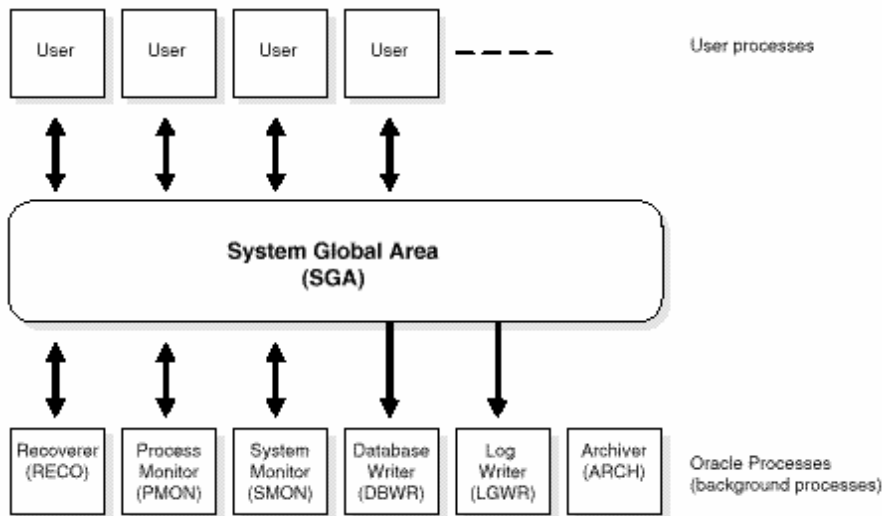 User User User User
User processes
System Global Area
(SGA)
Recoverer
(RECO)
Process
Monitor
(PMON)
System
Monitor
(SMON)
Database
Writer
(DBWR)
Log
Writer
(LGWR)
Archiver
(ARCH)
Oracle Processes
(background processes)